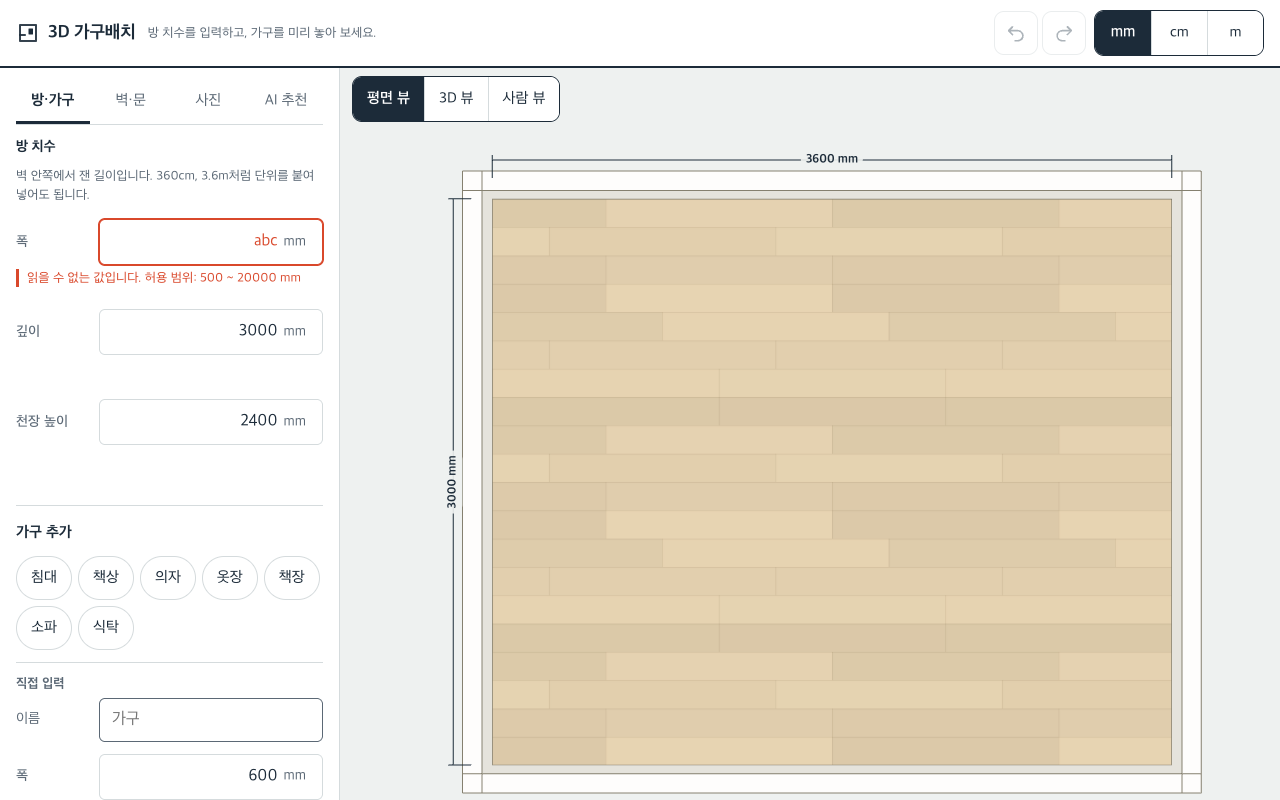 3D 가구배치
방 치수를 입력하고, 가구를 미리 놓아 보세요.
mm
cm
m
방·가구
벽·문
사진
AI 추천
평면 뷰
3D 뷰
사람 뷰
방 치수
벽 안쪽에서 잰 길이입니다. 360cm, 3.6m처럼 단위를 붙여
넣어도 됩니다.
폭
abc mm
읽을 수 없는 값입니다. 허용 범위: 500 ~ 20000 mm
깊이
3000 mm
천장 높이
2400 mm
가구 추가
침대
책상
의자
옷장
책장
소파
식탁
직접 입력
이름
가구
폭
600 mm
3600 mm
3000 mm